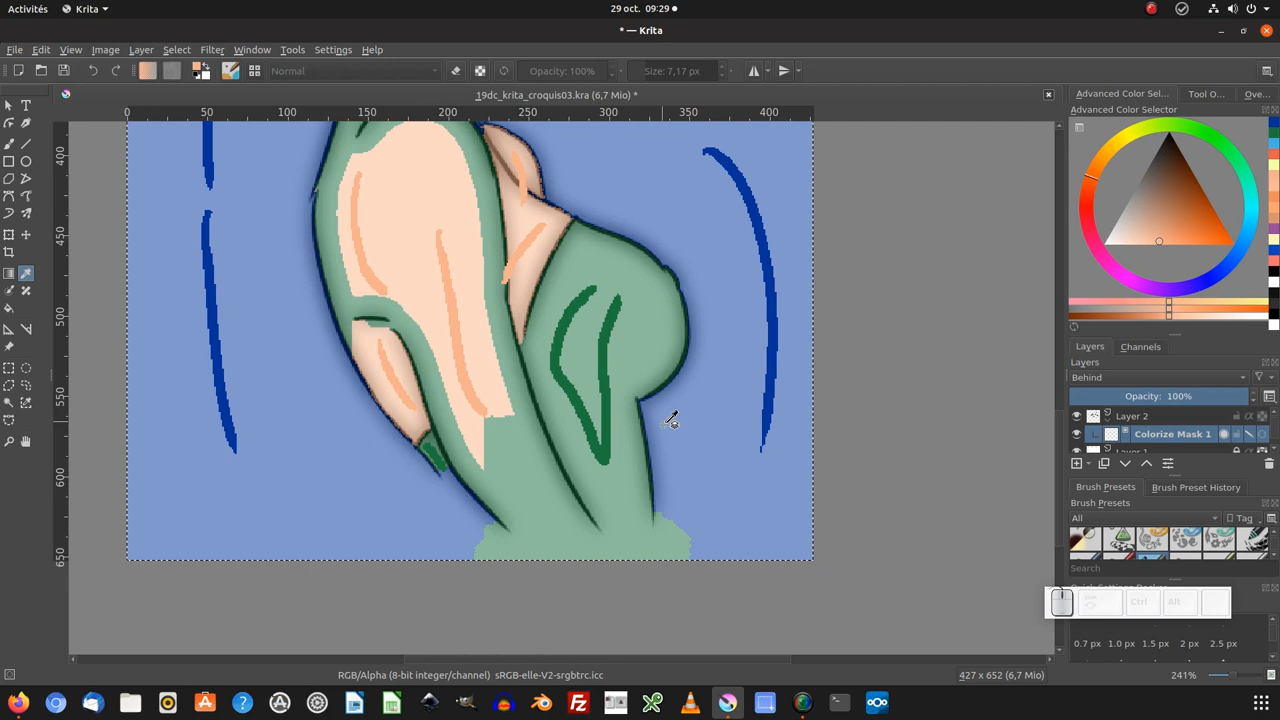 Activités Krita 29 oct. 09:29
* — Krita
File Edit View Image Layer Select Filter Window Tools Settings Help
Normal Opacity: 100% Size: 7,17 px
19dc_krita_croquis03.kra (6,7 Mio) *
Advanced Color Sel... Tool O... Ove...
Advanced Color Selector
0 50 100 150 200 250 300 350 400
400
450
500
550
600
650
Layers Channels
Layers
Behind
Opacity: 100%
Layer 2
Colorize Mask 1
Layer 1
Brush Presets Brush Preset History
Brush Presets
All Tag
Search
Ctrl Alt
0.7 px 1.0 px 1.5 px 2 px 2.5 px
RGB/Alpha (8-bit integer/channel) sRGB-elle-V2-srgbtrc.icc 427 x 652 (6,7 Mio) 241%